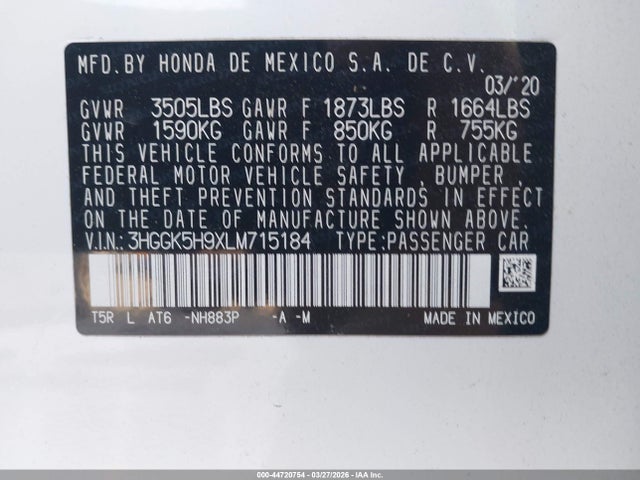 MFD. BY HONDA DE MEXICO S.A. DE C.V.
03/'20
GVWR 3505LBS GAWR F 1873LBS R 1664LBS
GVWR 1590KG GAWR F 850KG R 755KG
THIS VEHICLE CONFORMS TO ALL APPLICABLE
FEDERAL MOTOR VEHICLE SAFETY , BUMPER ,
AND THEFT PREVENTION STANDARDS IN EFFECT
ON THE DATE OF MANUFACTURE SHOWN ABOVE.
V.I.N.: 3HGGK5H9XLM715184 TYPE: PASSENGER CAR
T5R L AT6 -NH883P -A -M MADE IN MEXICO
000-44720754 - 03/27/2026 - IAA Inc.